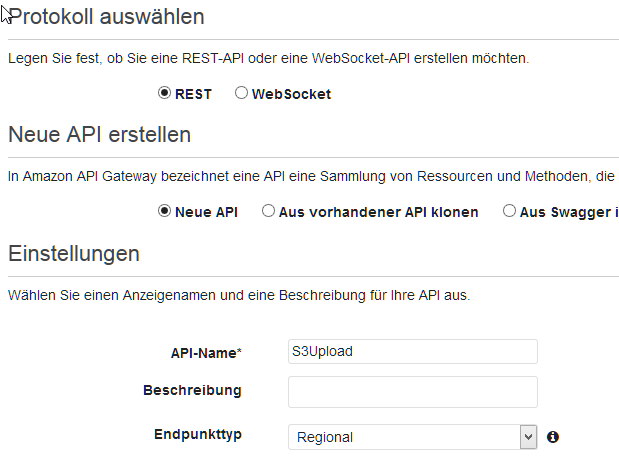 Protokoll auswählen
Legen Sie fest, ob Sie eine REST-API oder eine WebSocket-API erstellen möchten.
REST WebSocket
Neue API erstellen
In Amazon API Gateway bezeichnet eine API eine Sammlung von Ressourcen und Methoden, die
Neue API Aus vorhandener API klonen Aus Swagger i
Einstellungen
Wählen Sie einen Anzeigenamen und eine Beschreibung für Ihre API aus.
API-Name* S3Upload
Beschreibung
Endpunkttyp Regional